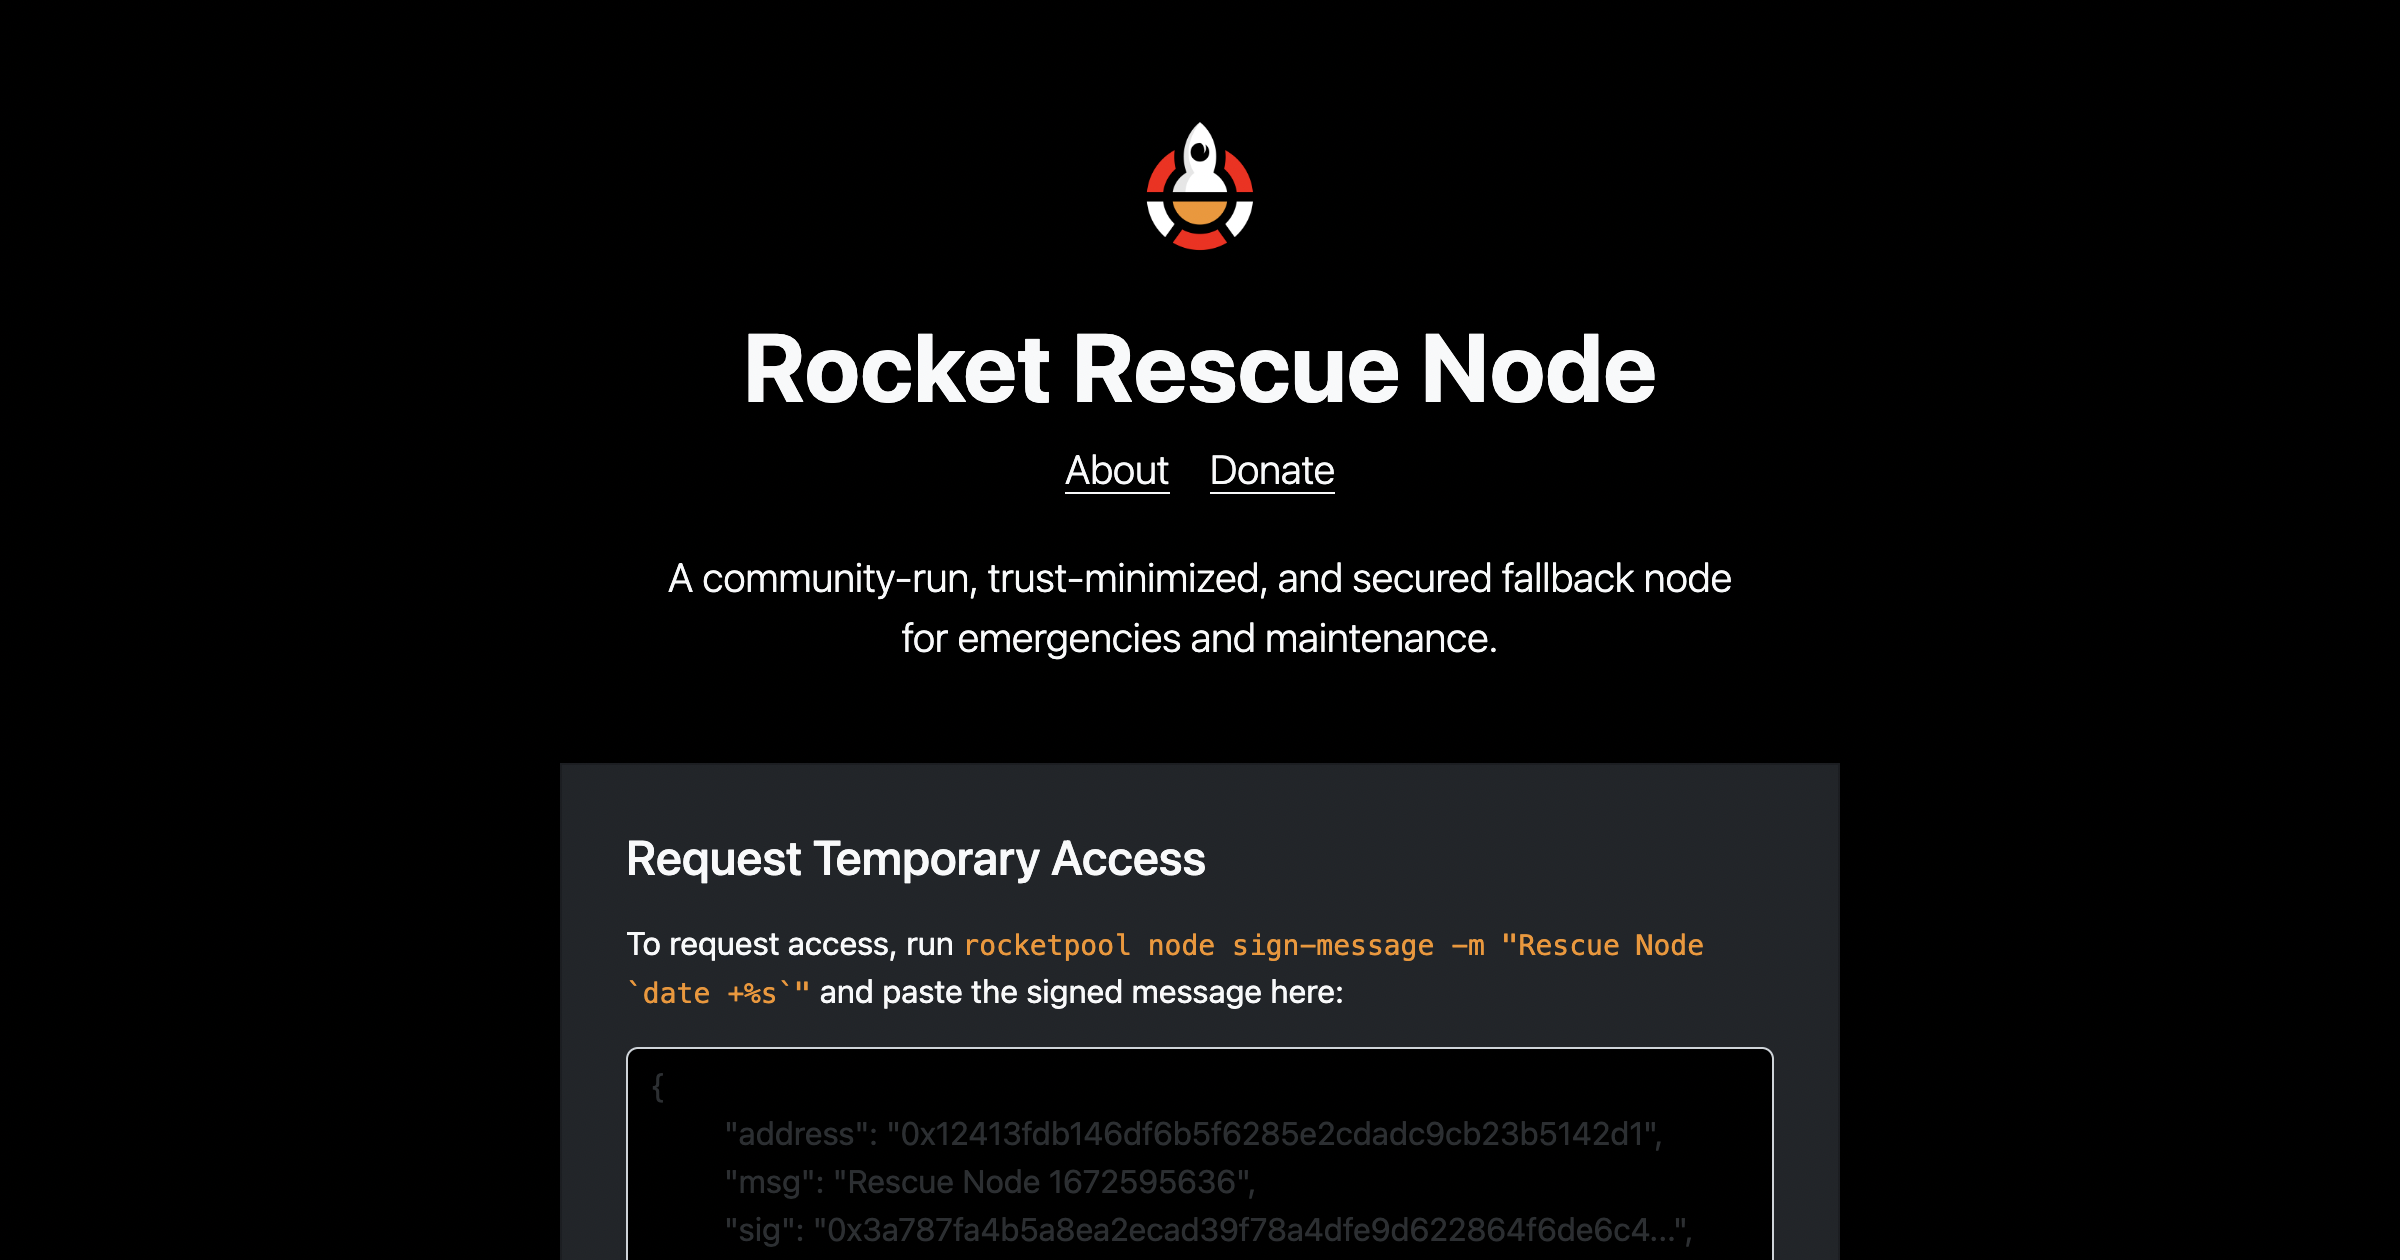 Rocket Rescue Node
About Donate
A community-run, trust-minimized, and secured fallback node
for emergencies and maintenance.
Request Temporary Access
To request access, run rocketpool node sign-message -m "Rescue Node
`date +%s`" and paste the signed message here:
{
"address": "0x12413fdb146df6b5f6285e2cdadc9cb23b5142d1",
"msg": "Rescue Node 1672595636",
"sig": "0x3a787fa4b5a8ea2ecad39f78a4dfe9d622864f6de6c4...",